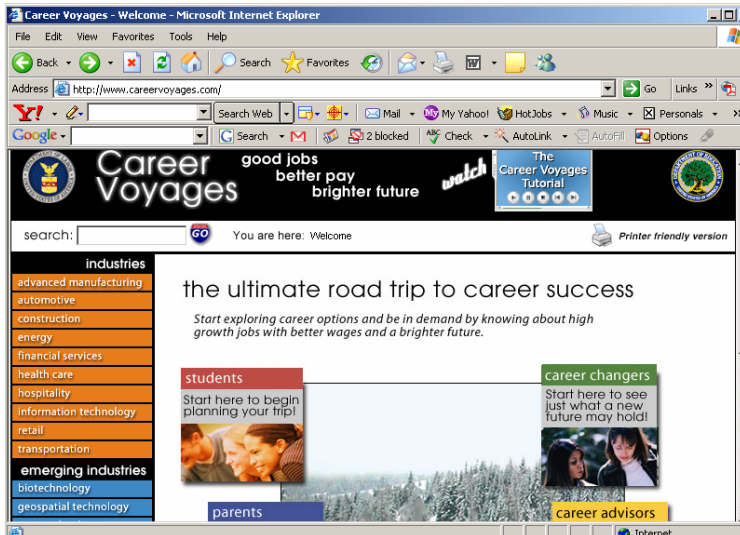 Career Voyages - Welcome - Microsoft Internet Explorer
File Edit View Favorites Tools Help
Back Search Favorites
Address http://www.careervoyages.com/ Go Links »
Y! Search Web Mail My Yahoo! HotJobs Music Personals »
Google Search 2 blocked Check AutoLink AutoFill Options
Career Voyages
good jobs
better pay
brighter future
watch
The
Career Voyages
Tutorial
search: GO You are here: Welcome Printer friendly version
industries
advanced manufacturing
automotive
construction
energy
financial services
health care
hospitality
information technology
retail
transportation
emerging industries
biotechnology
geospatial technology
the ultimate road trip to career success
Start exploring career options and be in demand by knowing about high
growth jobs with better wages and a brighter future.
students
Start here to begin
planning your trip!
career changers
Start here to see
just what a new
future may hold!
parents
career advisors
Internet